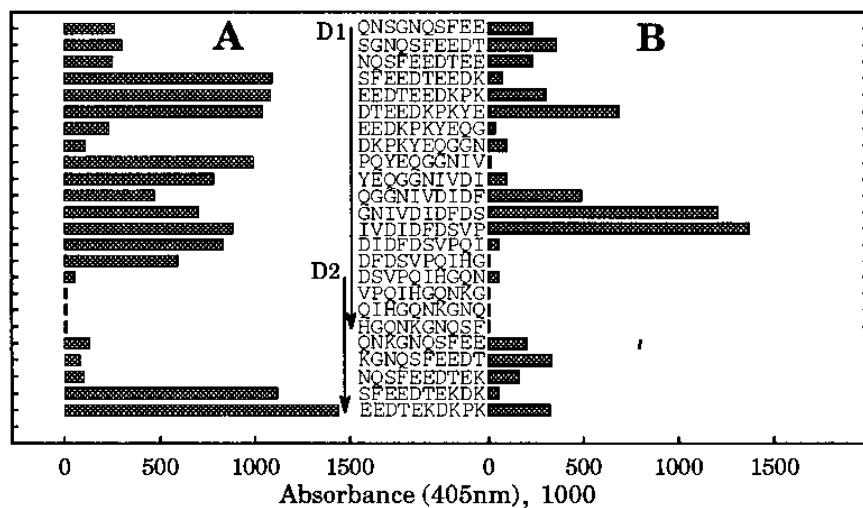 A
D1
B
QNSGNQSFEE
SGNQSFEEDT
NQSFEEDTEE
SFEEDTEEDK
EEDTEEDKPK
DTEEDKPKYE
EEDKPKYEQG
DKPKYEQGGN
PQYEQGGNIV
YEQGGNIVDI
QGGNIVDIDF
GNIVDIDFDS
IVDIDFDSVP
DIDFDSVPQI
DFDSVPQIHG
D2
DSVPQIHGQN
VPQIHGQNKG
QIHGQNKGNQ
HGQNKGNQSF
QNKGNQSFEE
KGNQSFEEDT
NQSFEEDTEK
SFEEDTEKDK
EEDTEKDKPK
0 500 1000 1500 0 500 1000 1500
Absorbance (405nm), 1000